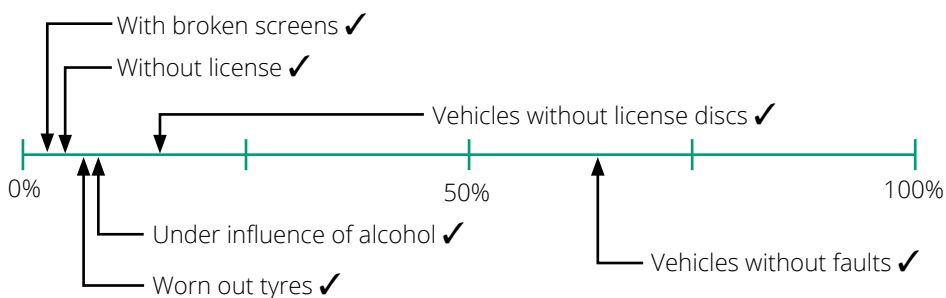 With broken screens ✓
Without license ✓
Vehicles without license discs ✓
0%
50%
100%
Under influence of alcohol ✓
Vehicles without faults ✓
Worn out tyres ✓